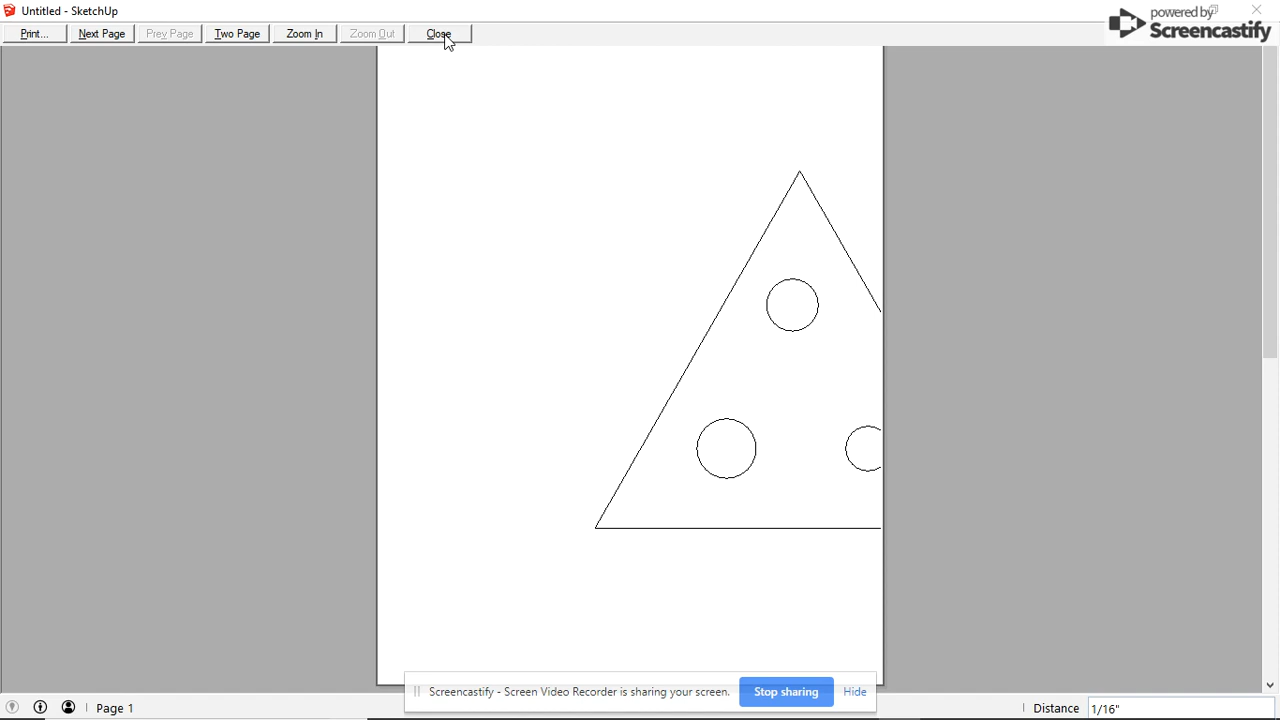 Untitled - SketchUp
Print... Next Page Prev Page Two Page Zoom In Zoom Out Close
powered by
Screencastify
Screencastify - Screen Video Recorder is sharing your screen. Stop sharing Hide
Page 1 Distance 1/16"